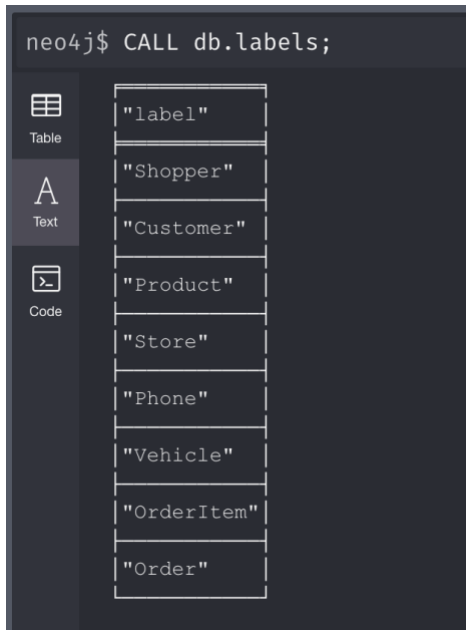 neo4j$ CALL db.labels;
Table
Text
Code
"label"
"Shopper"
"Customer"
"Product"
"Store"
"Phone"
"Vehicle"
"OrderItem"
"Order"